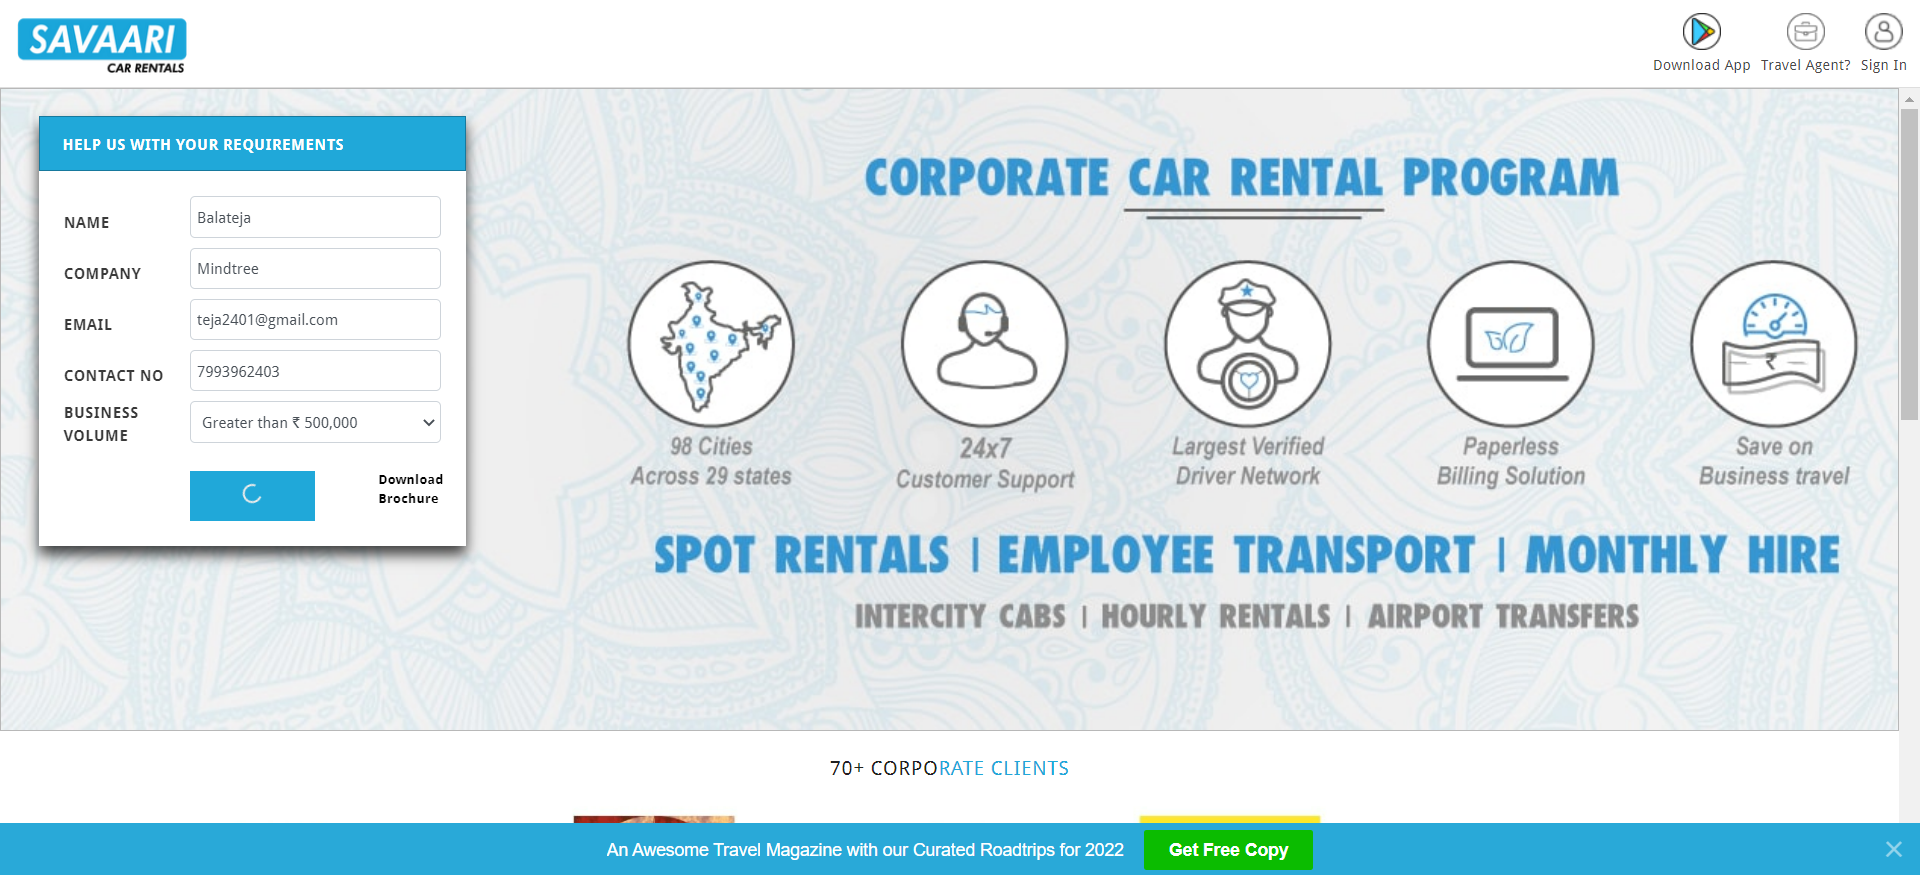 SAVAARI
CAR RENTALS
Download App
Travel Agent?
Sign In
HELP US WITH YOUR REQUIREMENTS
NAME
Balateja
COMPANY
Mindtree
EMAIL
teja2401@gmail.com
CONTACT NO
7993962403
BUSINESS
VOLUME
Greater than ₹ 500,000
Download
Brochure
CORPORATE CAR RENTAL PROGRAM
98 Cities
Across 29 states
24x7
Customer Support
Largest Verified
Driver Network
Paperless
Billing Solution
₹
Save on
Business travel
SPOT RENTALS | EMPLOYEE TRANSPORT | MONTHLY HIRE
INTERCITY CABS | HOURLY RENTALS | AIRPORT TRANSFERS
70+ CORPORATE CLIENTS
An Awesome Travel Magazine with our Curated Roadtrips for 2022
Get Free Copy